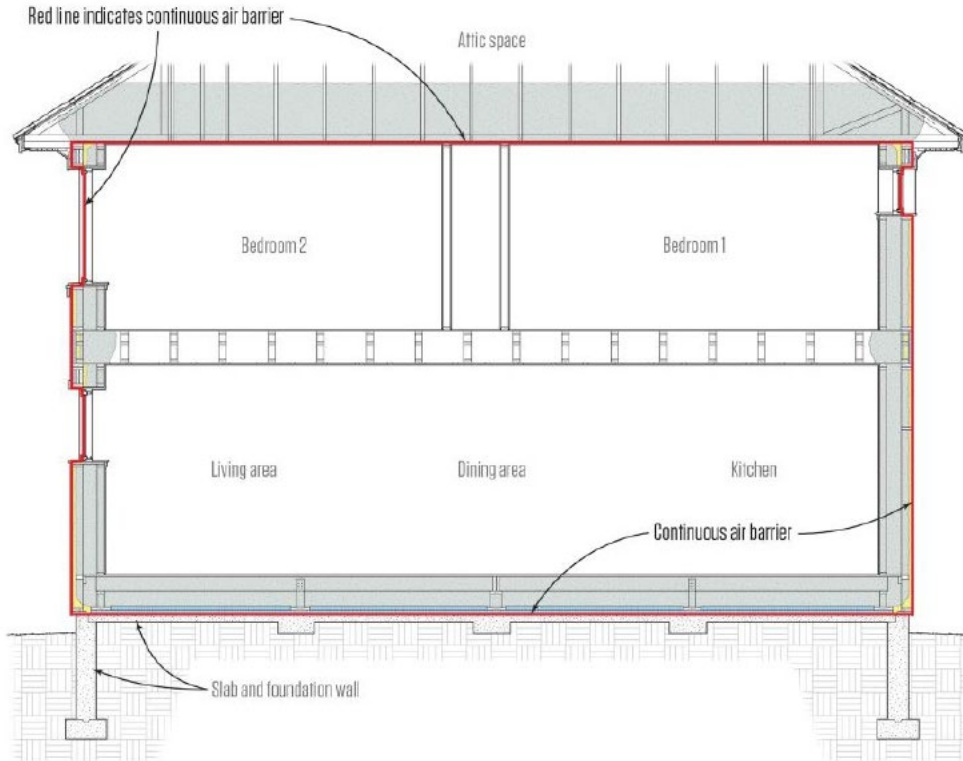 Red line indicates continuous air barrier
Attic space
Bedroom 2
Bedroom 1
Living area
Dining area
Kitchen
Continuous air barrier
Slab and foundation wall